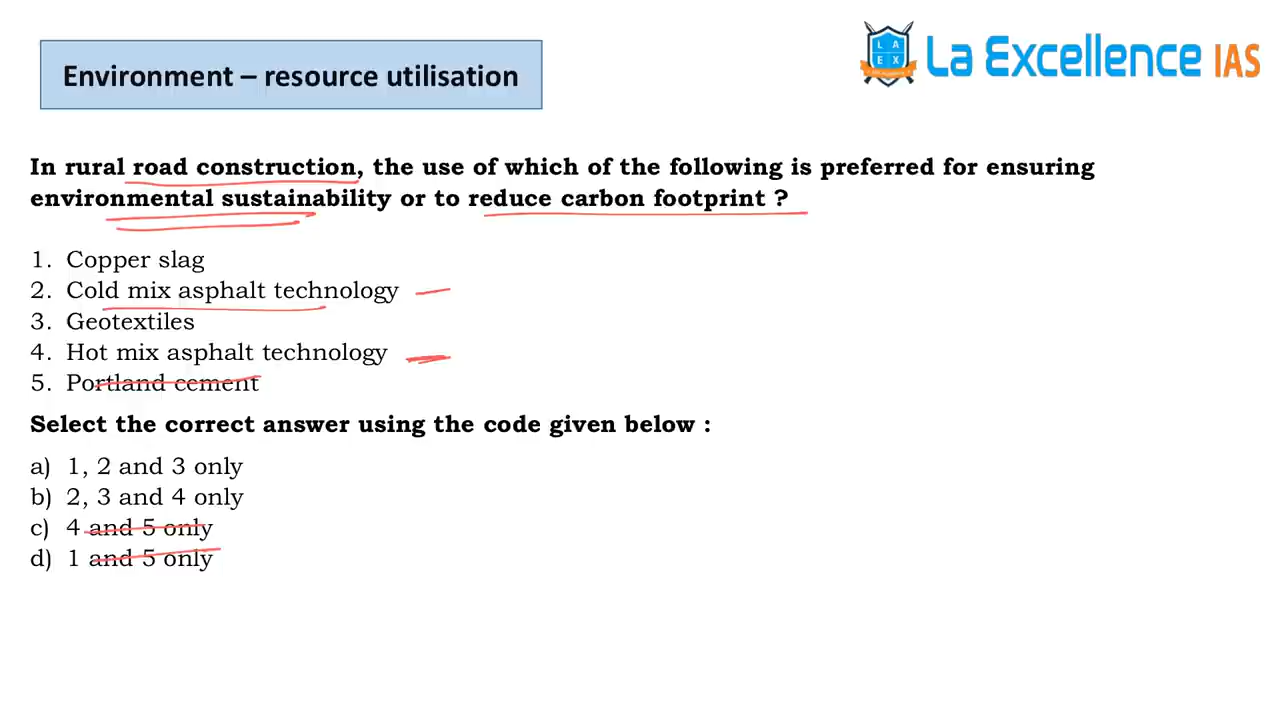 Environment – resource utilisation
La Excellence IAS
In rural road construction, the use of which of the following is preferred for ensuring
environmental sustainability or to reduce carbon footprint ?
1. Copper slag
2. Cold mix asphalt technology
3. Geotextiles
4. Hot mix asphalt technology
5. Portland cement
Select the correct answer using the code given below :
a) 1, 2 and 3 only
b) 2, 3 and 4 only
c) 4 and 5 only
d) 1 and 5 only